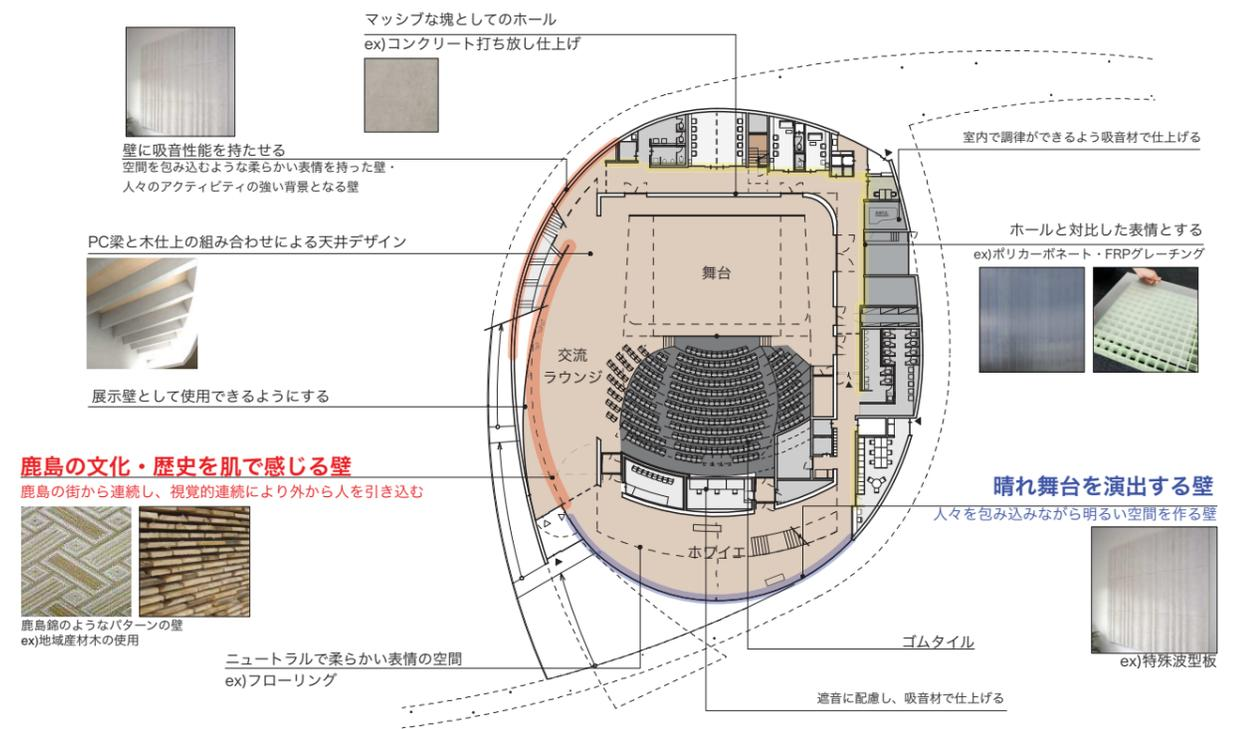 マッシブな塊としてのホール
ex)コンクリート打ち放し仕上げ
壁に吸音性能を持たせる
空間を包み込むような柔らかい表情を持った壁・
人々のアクティビティの強い背景となる壁
室内で調律ができるよう吸音材で仕上げる
PC梁と木仕上の組み合わせによる天井デザイン
ホールと対比した表情とする
ex)ポリカーボネート・FRPグレーチング
舞台
交流
ラウンジ
展示壁として使用できるようにする
鹿島の文化・歴史を肌で感じる壁
鹿島の街から連続し、視覚的連続により外から人を引き込む
晴れ舞台を演出する壁
人々を包み込みながら明るい空間を作る壁
ホワイエ
鹿島錦のようなパターンの壁
ex)地域産材木の使用
ゴムタイル
ニュートラルで柔らかい表情の空間
ex)フローリング
ex)特殊波型板
遮音に配慮し、吸音材で仕上げる